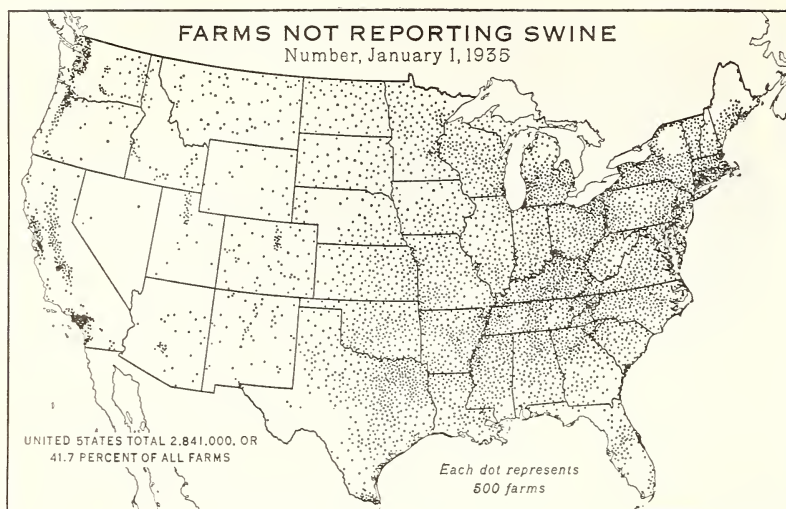 FARMS NOT REPORTING SWINE
Number, January 1, 1935
UNITED STATES TOTAL 2,841,000, OR
41.7 PERCENT OF ALL FARMS
Each dot represents
500 farms